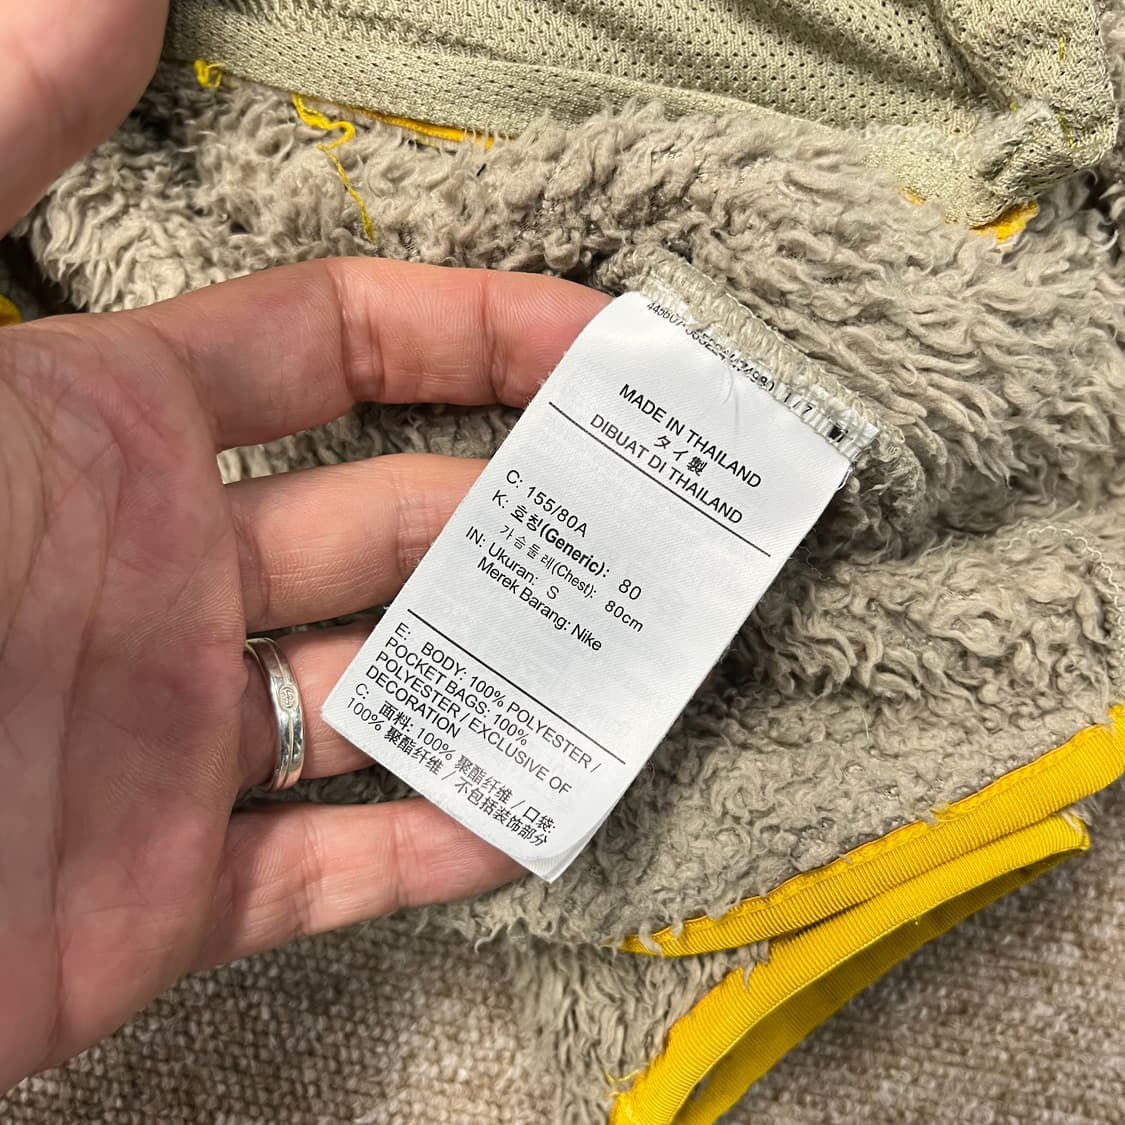 MADE IN THAILAND
タイ製
DIBUAT DI THAILAND
C: 155/80A
K: 호칭(Generic): 80
가슴둘레(Chest): 80cm
IN: Ukuran: S
Merek Barang: Nike
E: BODY: 100% POLYESTER /
POCKET BAGS: 100%
POLYESTER / EXCLUSIVE OF
DECORATION
C: 面料: 100% 聚酯纤维 / 口袋:
100% 聚酯纤维 / 不包括装饰部分